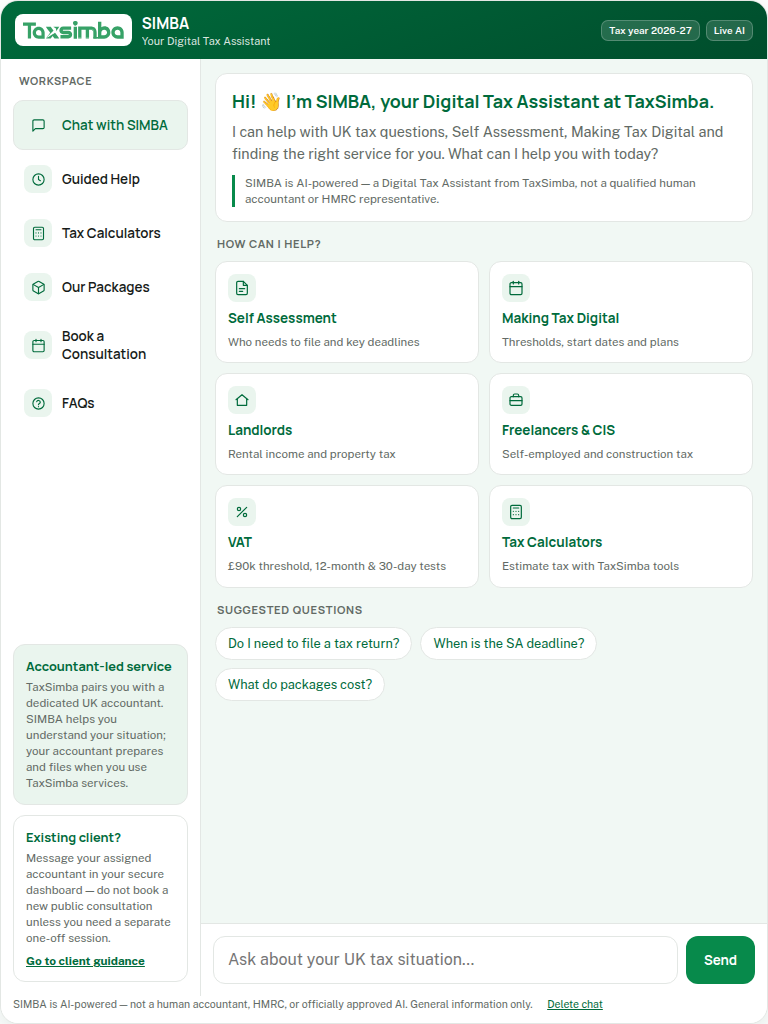 Taxsimba
SIMBA
Your Digital Tax Assistant
Tax year 2026-27
Live AI
WORKSPACE
Chat with SIMBA
Guided Help
Tax Calculators
Our Packages
Book a
Consultation
FAQs
Accountant-led service
TaxSimba pairs you with a
dedicated UK accountant.
SIMBA helps you
understand your situation;
your accountant prepares
and files when you use
TaxSimba services.
Existing client?
Message your assigned
accountant in your secure
dashboard — do not book a
new public consultation
unless you need a separate
one-off session.
Go to client guidance
Hi! 👋 I'm SIMBA, your Digital Tax Assistant at TaxSimba.
I can help with UK tax questions, Self Assessment, Making Tax Digital and
finding the right service for you. What can I help you with today?
SIMBA is AI-powered — a Digital Tax Assistant from TaxSimba, not a qualified human
accountant or HMRC representative.
HOW CAN I HELP?
Self Assessment
Who needs to file and key deadlines
Making Tax Digital
Thresholds, start dates and plans
Landlords
Rental income and property tax
Freelancers & CIS
Self-employed and construction tax
VAT
£90k threshold, 12-month & 30-day tests
Tax Calculators
Estimate tax with TaxSimba tools
SUGGESTED QUESTIONS
Do I need to file a tax return?
When is the SA deadline?
What do packages cost?
Ask about your UK tax situation...
Send
SIMBA is AI-powered — not a human accountant, HMRC, or officially approved AI. General information only.
Delete chat